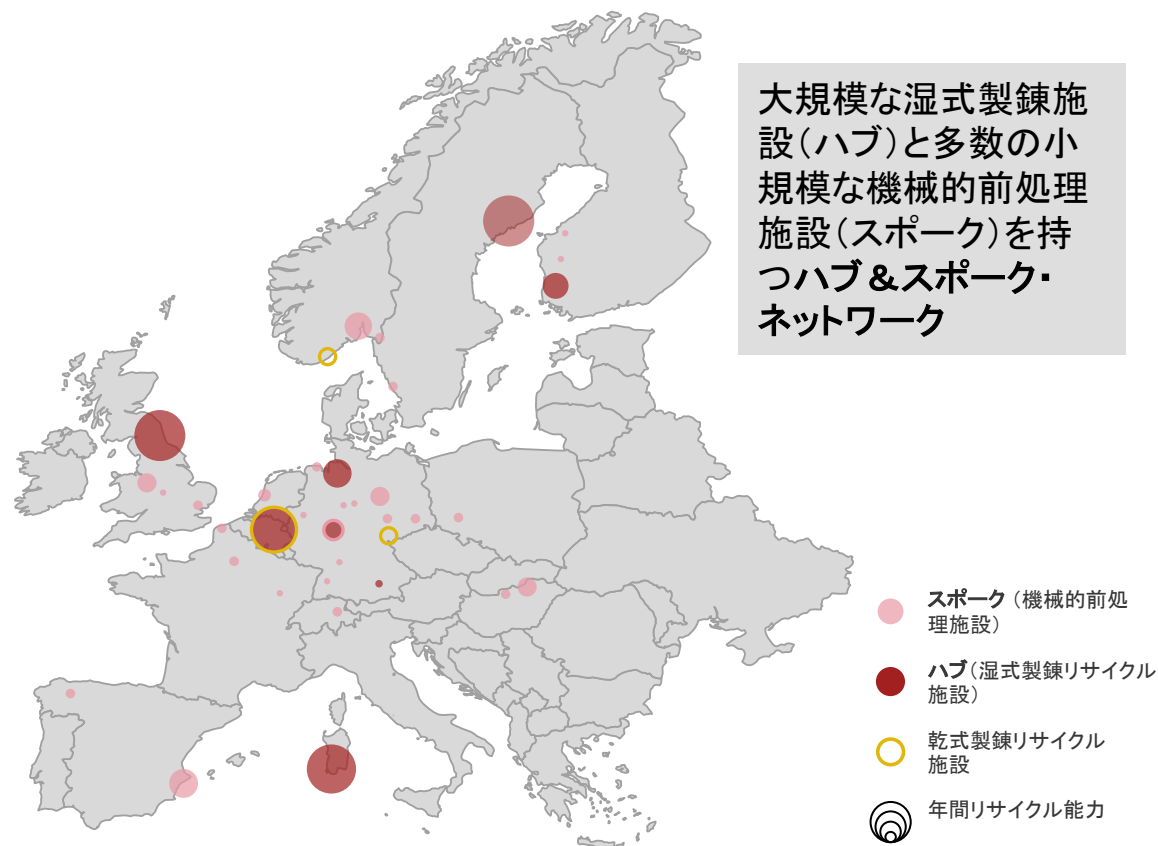 大規模な湿式製錬施
設(ハブ)と多数の小
規模な機械的前処理
施設(スポーク)を持
つハブ&スポーク・
ネットワーク
スポーク (機械的前処
理施設)
ハブ(湿式製錬リサイクル
施設)
乾式製錬リサイクル
施設
年間リサイクル能力